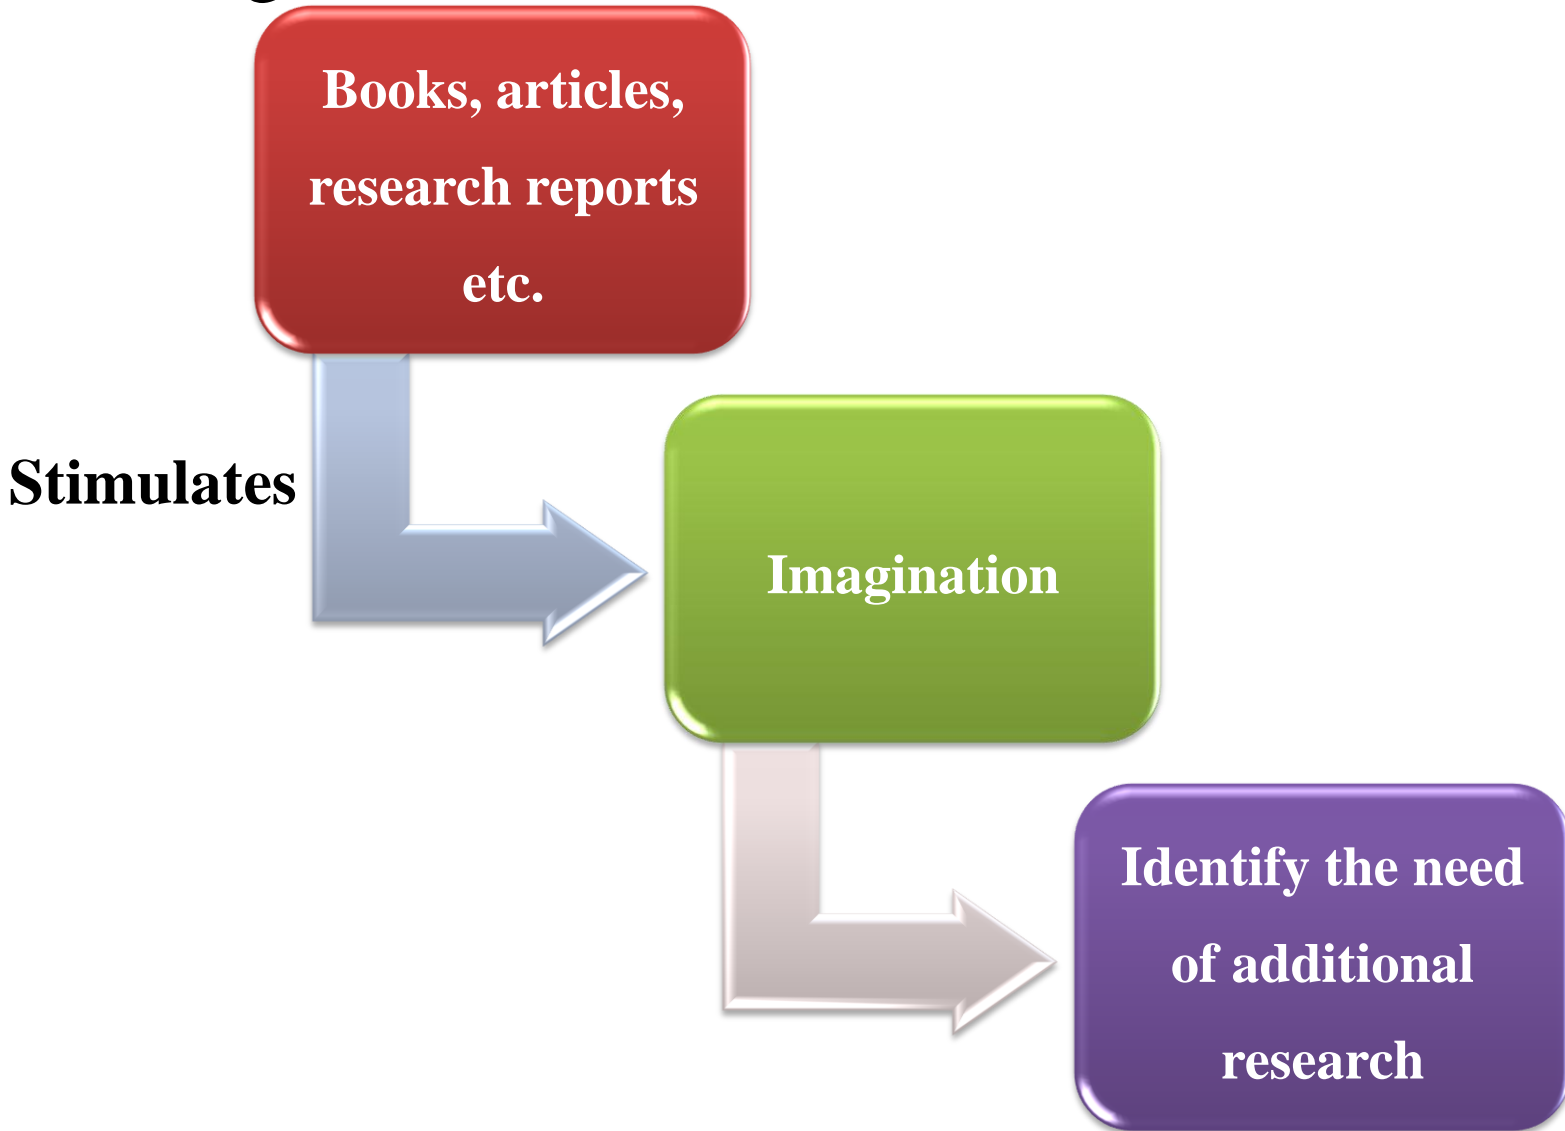 Books, articles,
research reports
etc.
Stimulates
Imagination
Identify the need
of additional
research